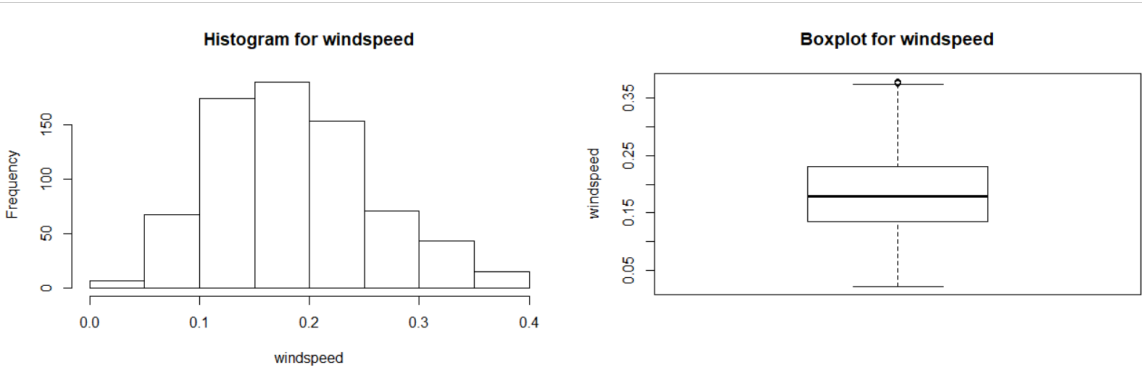 Histogram for windspeed
Frequency
0 50 100 150
0.0 0.1 0.2 0.3 0.4
windspeed
Boxplot for windspeed
windspeed
0.05 0.15 0.25 0.35